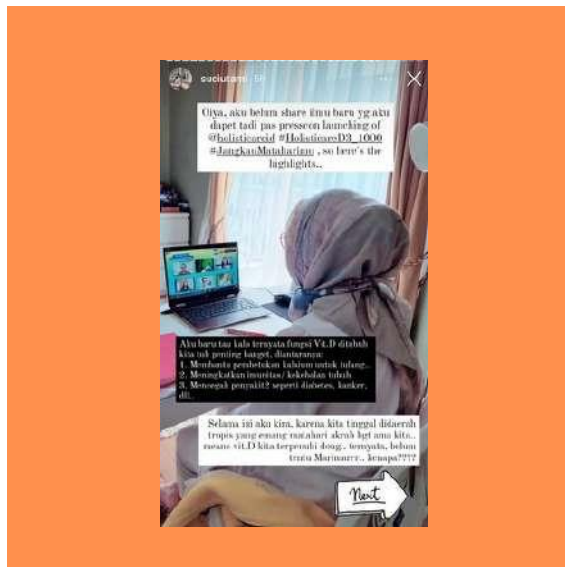 suciutami 5h
Oiya, aku belum share ilmu baru yg aku
dapet tadi pas presscon launching of
@holisticareid #HolisticareD3_1000
#JangkauMataharimu , so here's the
highlights..
Aku baru tau kalo ternyata fungsi Vit.D ditubuh
kita tuh penting banget, diantaranya:
1. Membantu pembetukan kalsium untuk tulang..
2. Meningkatkan imunitas/ kekebalan tubuh
3. Mencegah penyakit2 seperti diabetes, kanker,
dll..
Selama ini aku kira, karena kita tinggal didaerah
tropis yang emang matahari akrab bgt ama kita..
means vit.D kita terpenuhi dong.. ternyata, belum
tentu Marimarrr.. kenapa????
Next